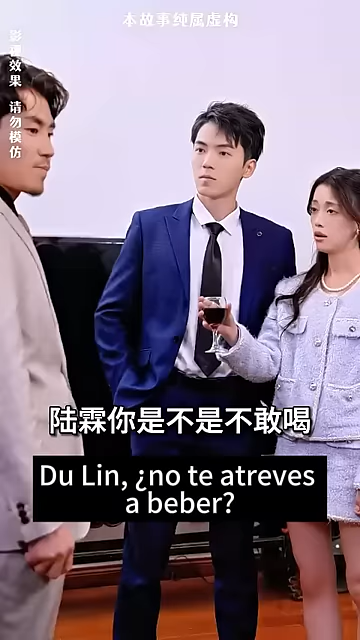 本故事纯属虚构
影视效果 请勿模仿
陆霖你是不是不敢喝
Du Lin, ¿no te atreves
a beber?